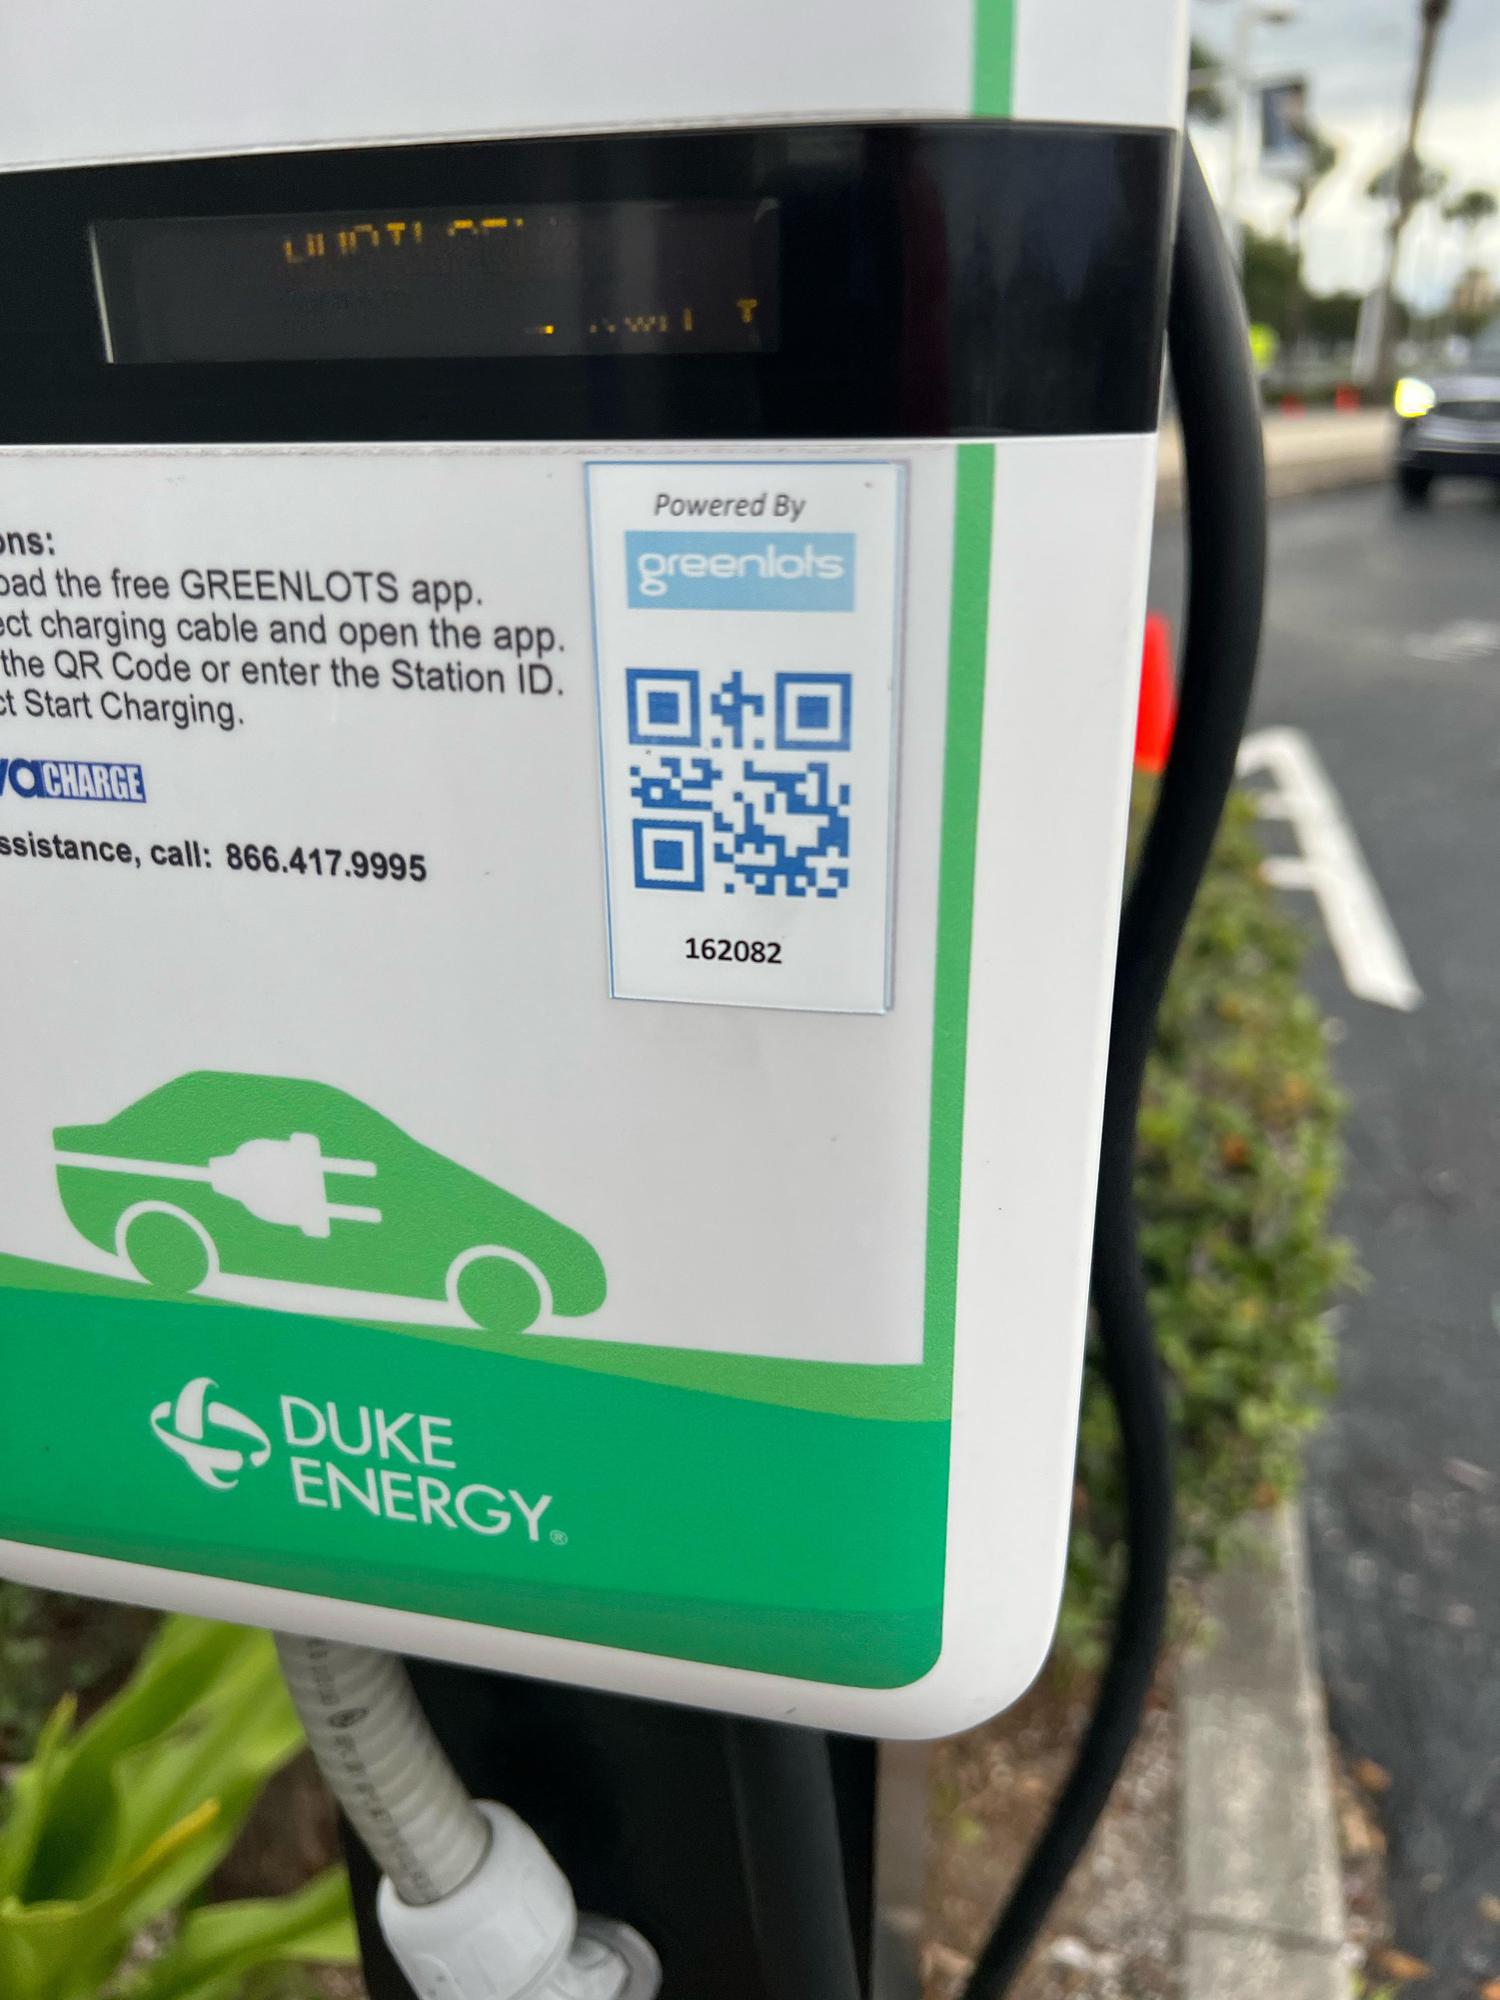 Powered By
greenlots
ons:
oad the free GREENLOTS app.
ect charging cable and open the app.
the QR Code or enter the Station ID.
ct Start Charging.
va CHARGE
ssistance, call: 866.417.9995
162082
DUKE
ENERGY®